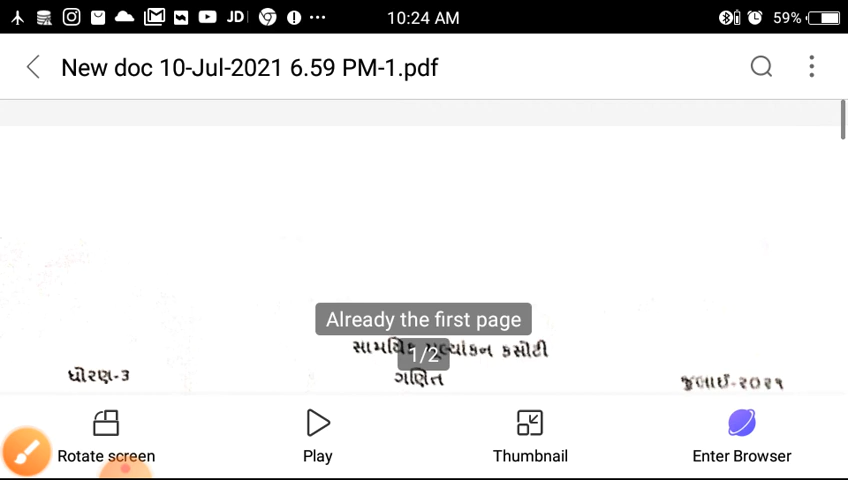 JD
10:24 AM
59%
New doc 10-Jul-2021 6.59 PM-1.pdf
Already the first page
સામયિક મૂલ્યાંકન કસોટી
1/2
ધોરણ-૩
ગણિત
જુલાઈ-૨૦૨૧
Rotate screen
Play
Thumbnail
Enter Browser